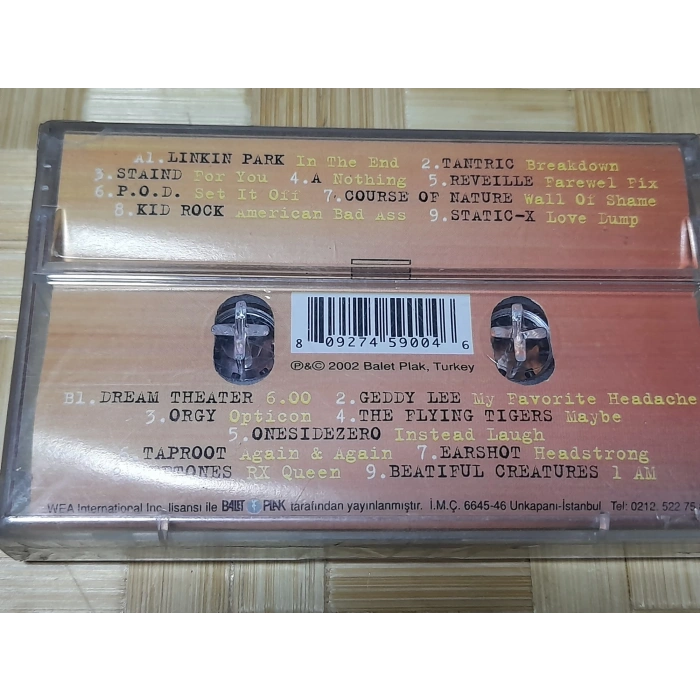 A1.LINKIN PARK In The End 2.TANTRIC Breakdown
3.STAIND For You 4.A Nothing 5.REVEILLE Farewel Fix
6.P.O.D. Set It Off 7.COURSE OF NATURE Wall Of Shame
8.KID ROCK American Bad Ass 9.STATIC-X Love Dump
8 09274 59004 6
℗&© 2002 Balet Plak, Turkey
B1.DREAM THEATER 6.00 2.GEDDY LEE My Favorite Headache
3.ORGY Opticon 4.THE FLYING TIGERS Maybe
5.ONESIDEZERO Instead Laugh
TAPROOT Again & Again 7.EARSHOT Headstrong
RX Queen 9.BEATIFUL CREATURES 1 AM
WEA International Inc. lisansı ile BALET PLAK tarafından yayınlanmıştır. İ.M.Ç. 6645-46 Unkapanı-İstanbul Tel: 0212. 522 75